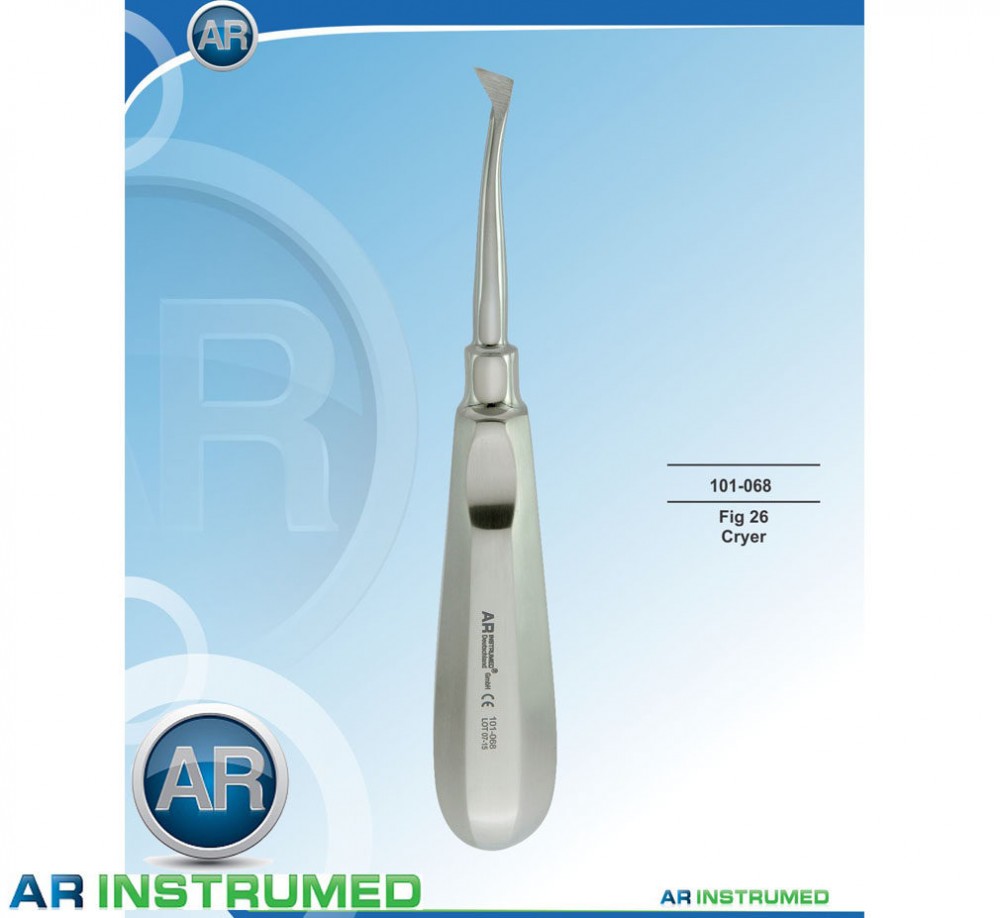 AR
AR
101-068
Fig 26
Cryer
AR INSTRUMED®
Deutschland GmbH CE 101-068
LOT 07-15
AR
AR INSTRUMED
AR INSTRUMED